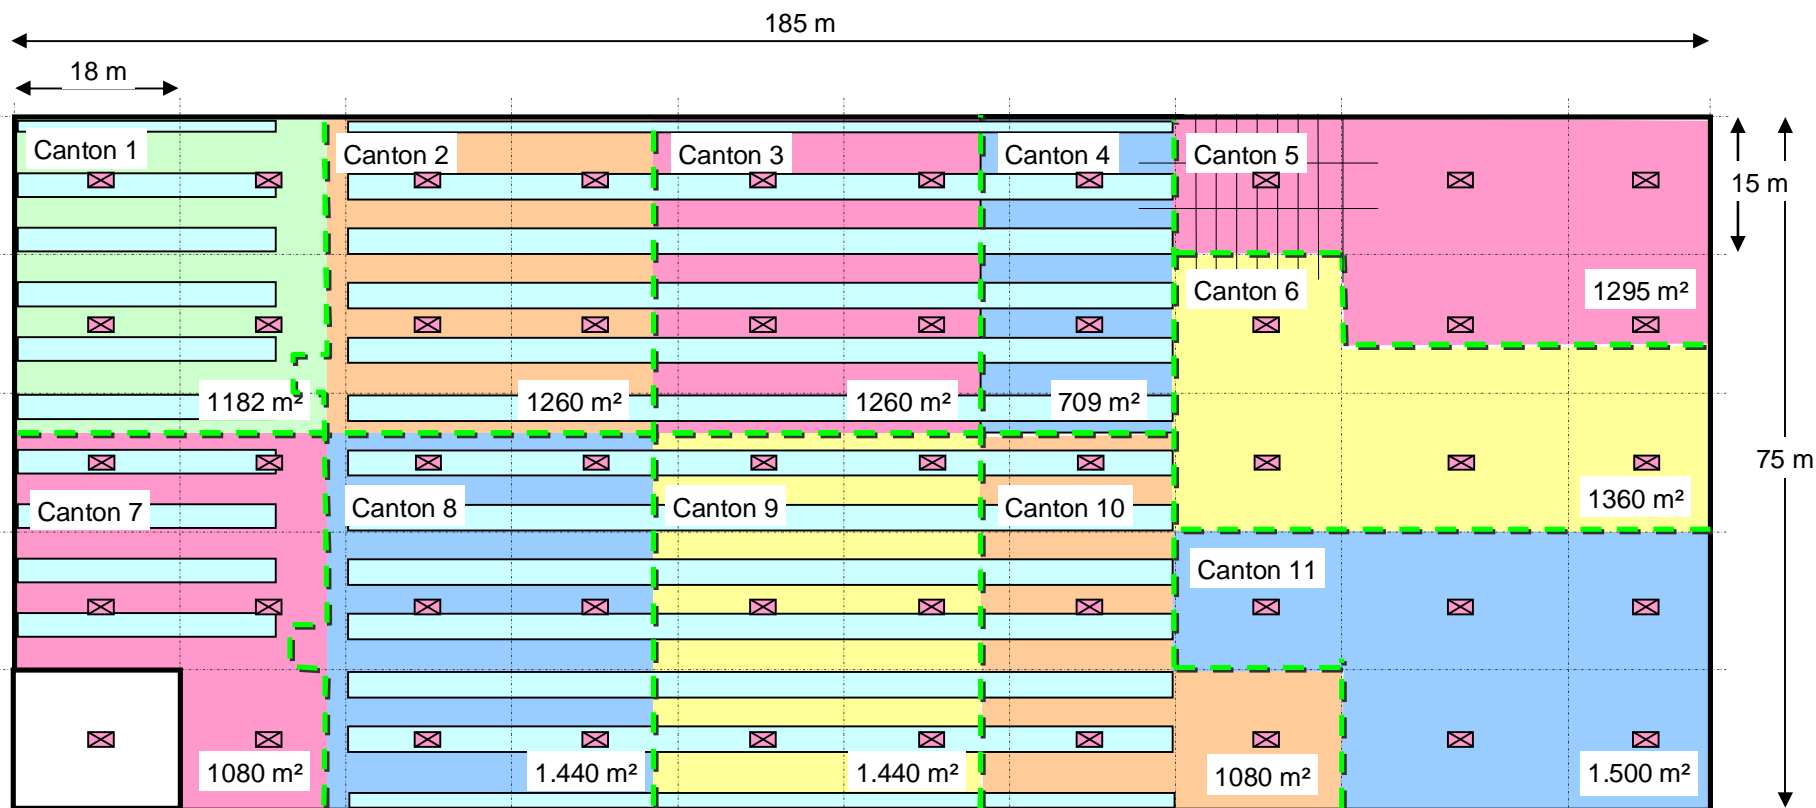 185 m
18 m
Canton 1
Canton 2
Canton 3
Canton 4
Canton 5
15 m
Canton 6
1295 m²
1182 m²
1260 m²
1260 m²
709 m²
75 m
1360 m²
Canton 7
Canton 8
Canton 9
Canton 10
Canton 11
1080 m²
1.440 m²
1.440 m²
1080 m²
1.500 m²